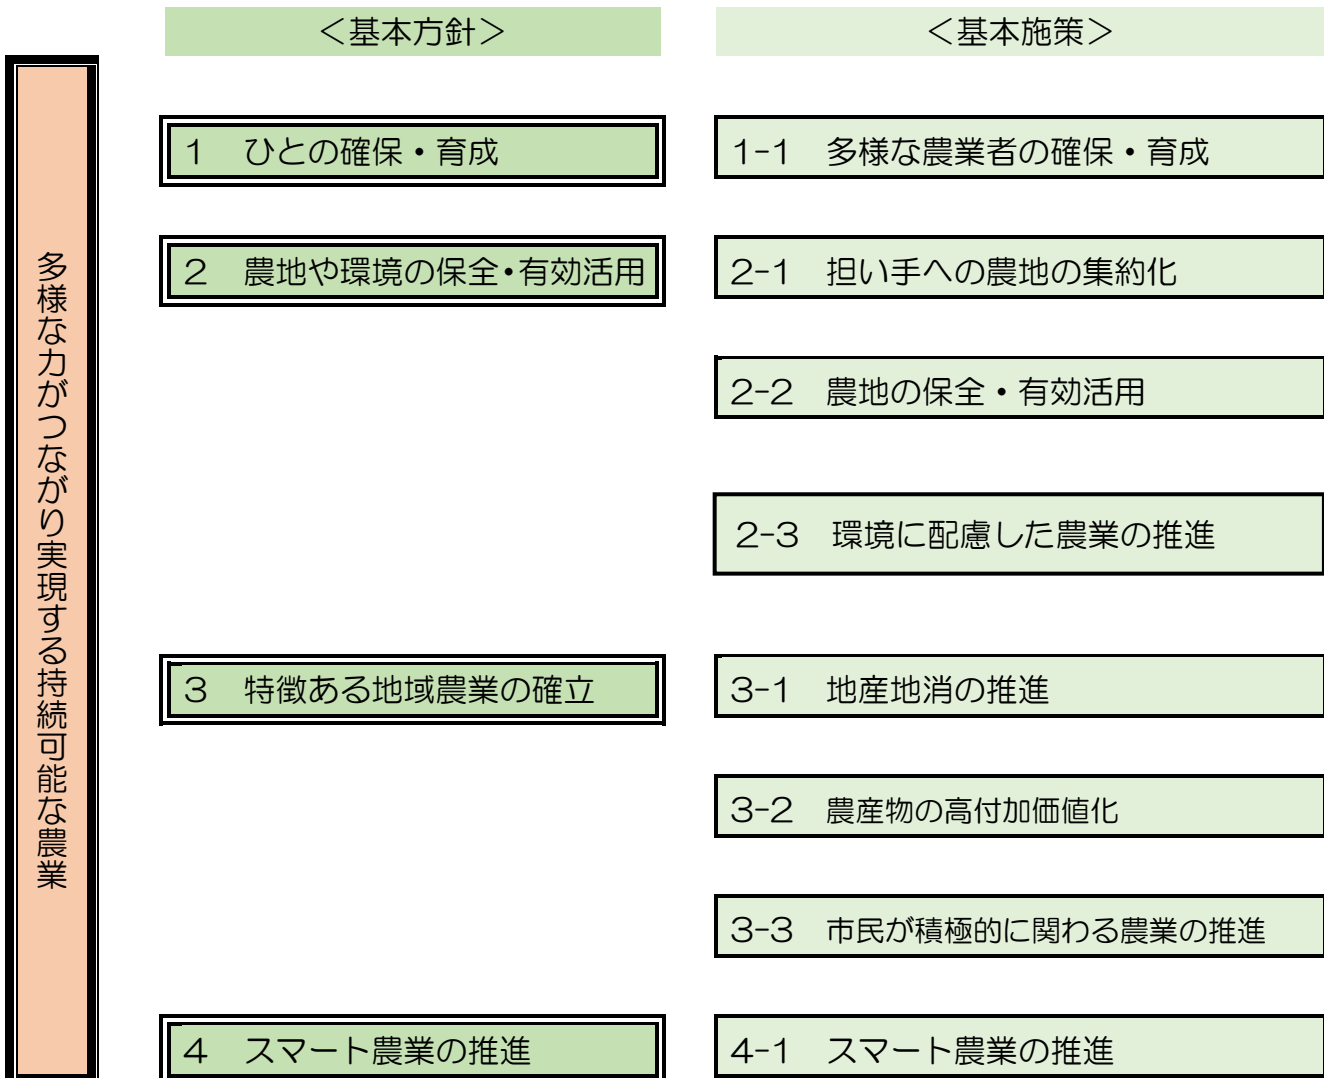 ＜基本方針＞
＜基本施策＞
多様な力がつながり実現する持続可能な農業
1　ひとの確保・育成
1-1　多様な農業者の確保・育成
2　農地や環境の保全・有効活用
2-1　担い手への農地の集約化
2-2　農地の保全・有効活用
2-3　環境に配慮した農業の推進
3　特徴ある地域農業の確立
3-1　地産地消の推進
3-2　農産物の高付加価値化
3-3　市民が積極的に関わる農業の推進
4　スマート農業の推進
4-1　スマート農業の推進